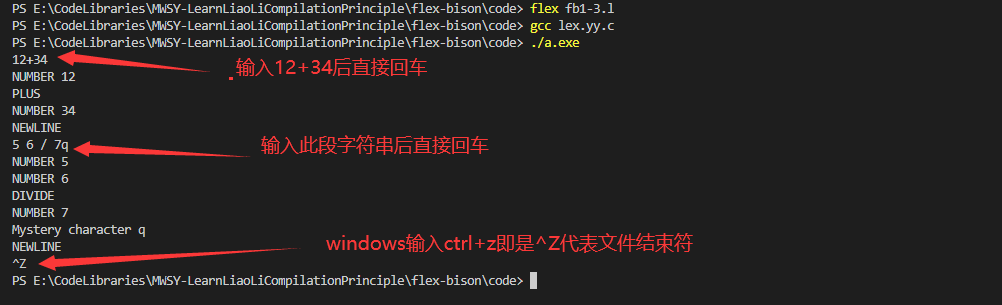 PS E:\CodeLibraries\MWSY-LearnLiaoLiCompilationPrinciple\flex-bison\code> flex fb1-3.l
PS E:\CodeLibraries\MWSY-LearnLiaoLiCompilationPrinciple\flex-bison\code> gcc lex.yy.c
PS E:\CodeLibraries\MWSY-LearnLiaoLiCompilationPrinciple\flex-bison\code> ./a.exe
12+34
输入12+34后直接回车
NUMBER 12
PLUS
NUMBER 34
NEWLINE
5 6 / 7q
输入此段字符串后直接回车
NUMBER 5
NUMBER 6
DIVIDE
NUMBER 7
Mystery character q
NEWLINE
windows输入ctrl+z即是^Z代表文件结束符
^Z
PS E:\CodeLibraries\MWSY-LearnLiaoLiCompilationPrinciple\flex-bison\code>